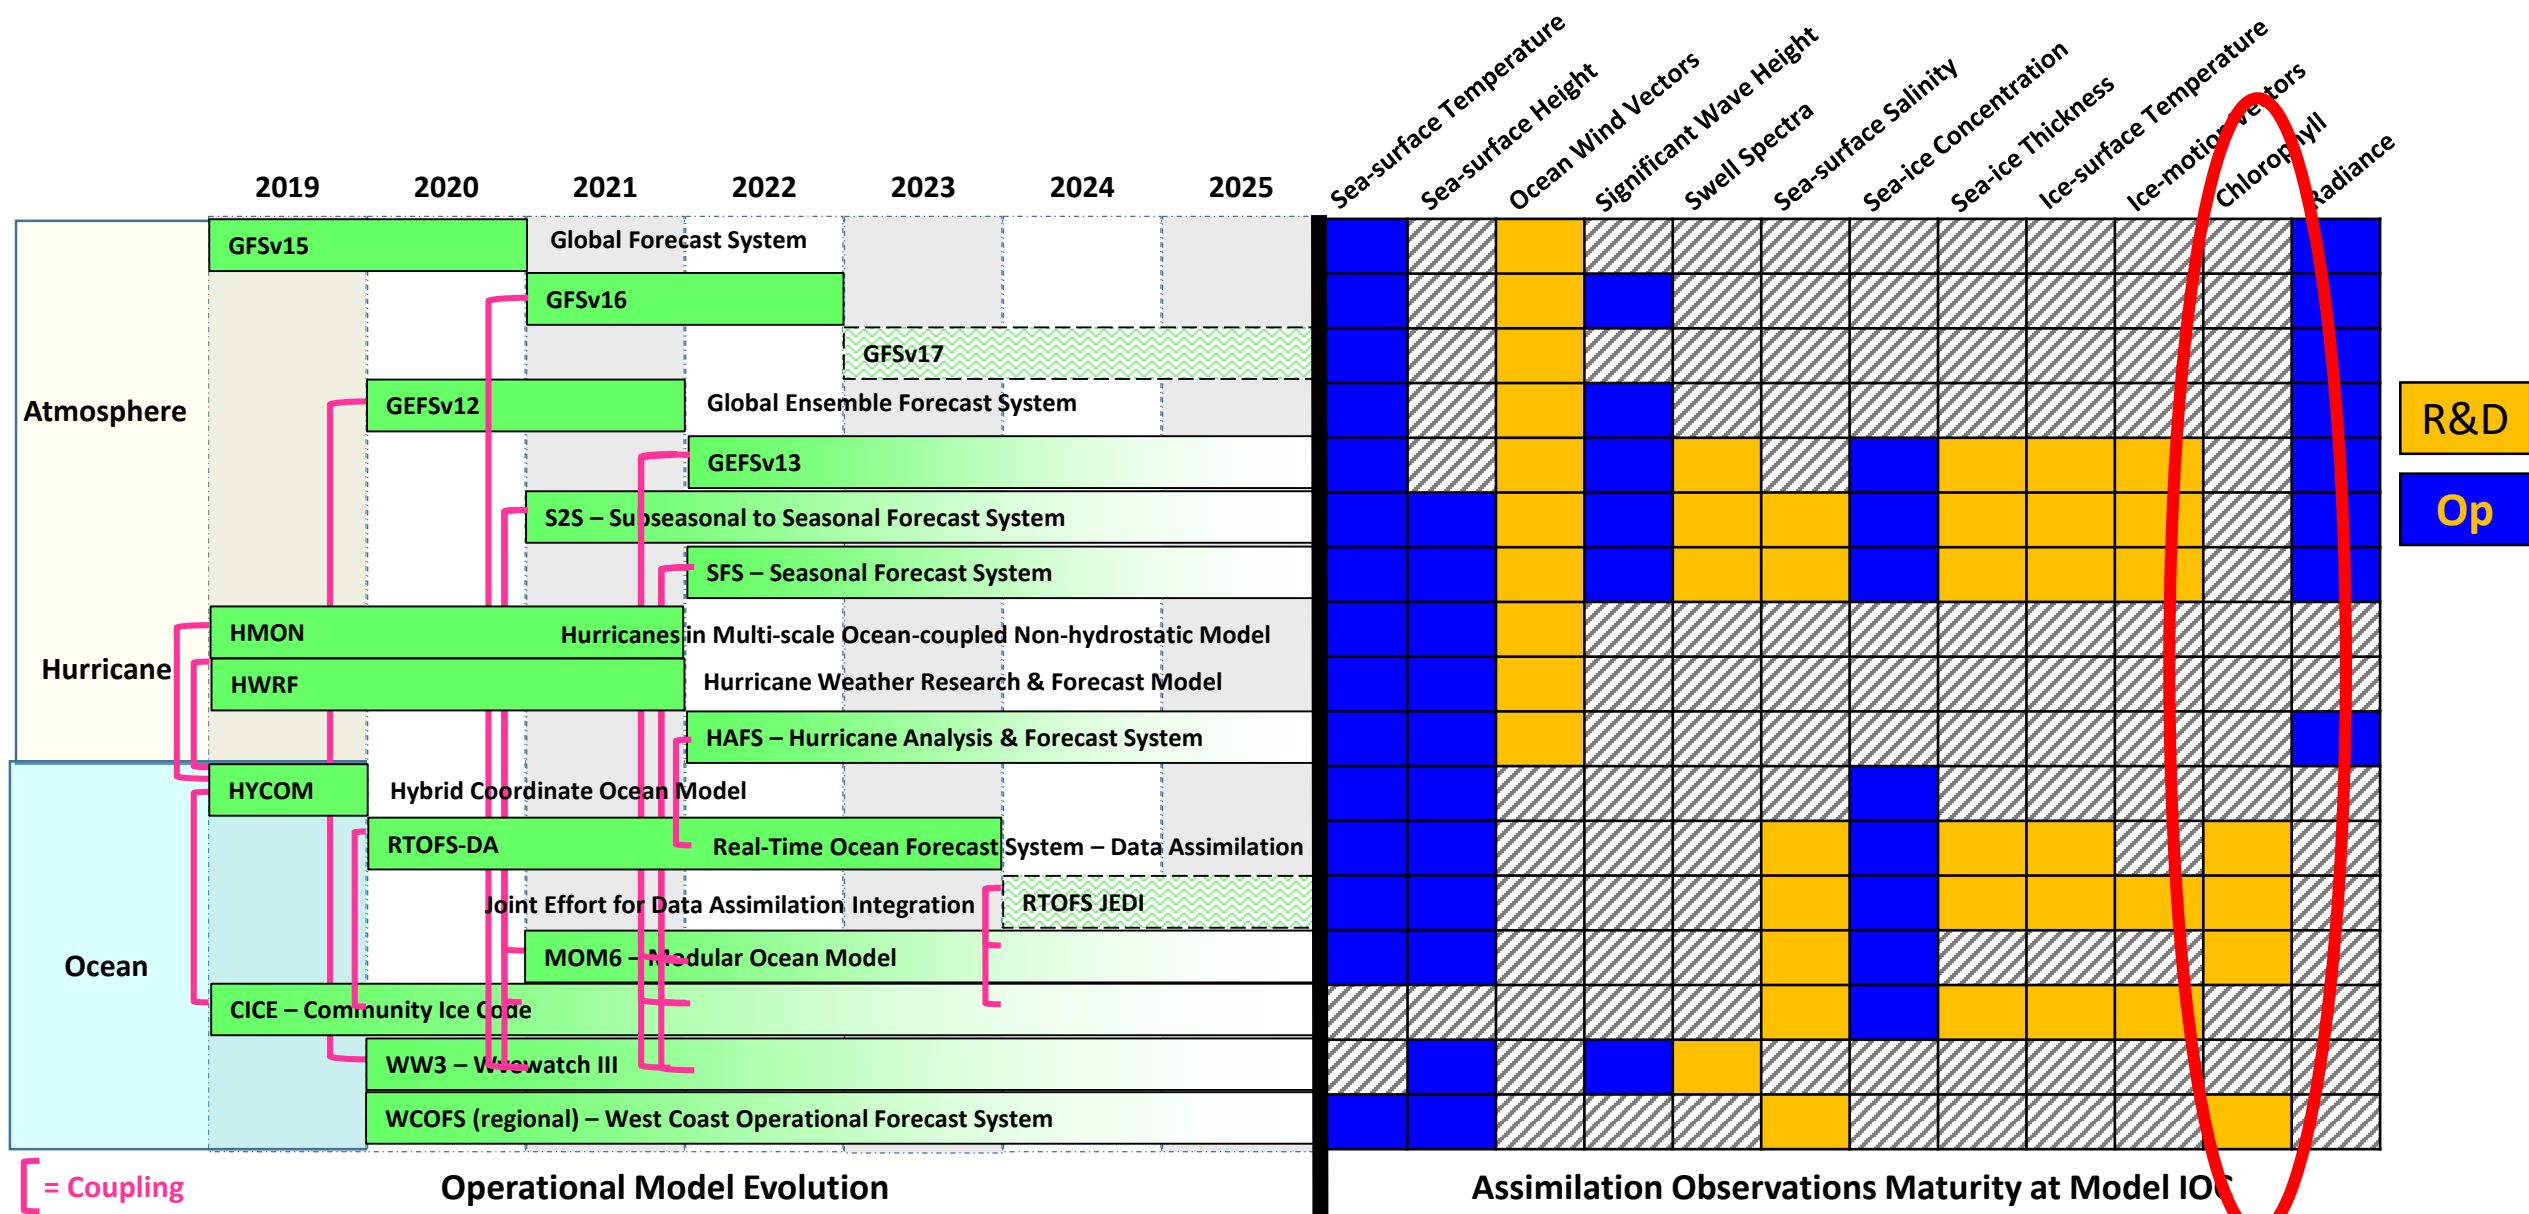 Sea-surface Temperature
Sea-surface Height
Ocean Wind Vectors
Significant Wave Height
Swell Spectra
Sea-surface Salinity
Sea-ice Concentration
Sea-ice Thickness
Ice-surface Temperature
Ice-motion Vectors
Chlorophyll
Radiance
2019 2020 2021 2022 2023 2024 2025
Atmosphere
GFSv15 Global Forecast System
GFSv16
GFSv17
GEFSv12 Global Ensemble Forecast System
GEFSv13
S2S – Subseasonal to Seasonal Forecast System
SFS – Seasonal Forecast System
Hurricane
HMON Hurricanes in Multi-scale Ocean-coupled Non-hydrostatic Model
HWRF Hurricane Weather Research & Forecast Model
HAFS – Hurricane Analysis & Forecast System
Ocean
HYCOM Hybrid Coordinate Ocean Model
RTOFS-DA Real-Time Ocean Forecast System – Data Assimilation
Joint Effort for Data Assimilation Integration RTOFS JEDI
MOM6 – Modular Ocean Model
CICE – Community Ice Code
WW3 – Wvewatch III
WCOFS (regional) – West Coast Operational Forecast System
R&D
Op
= Coupling
Operational Model Evolution
Assimilation Observations Maturity at Model IOC